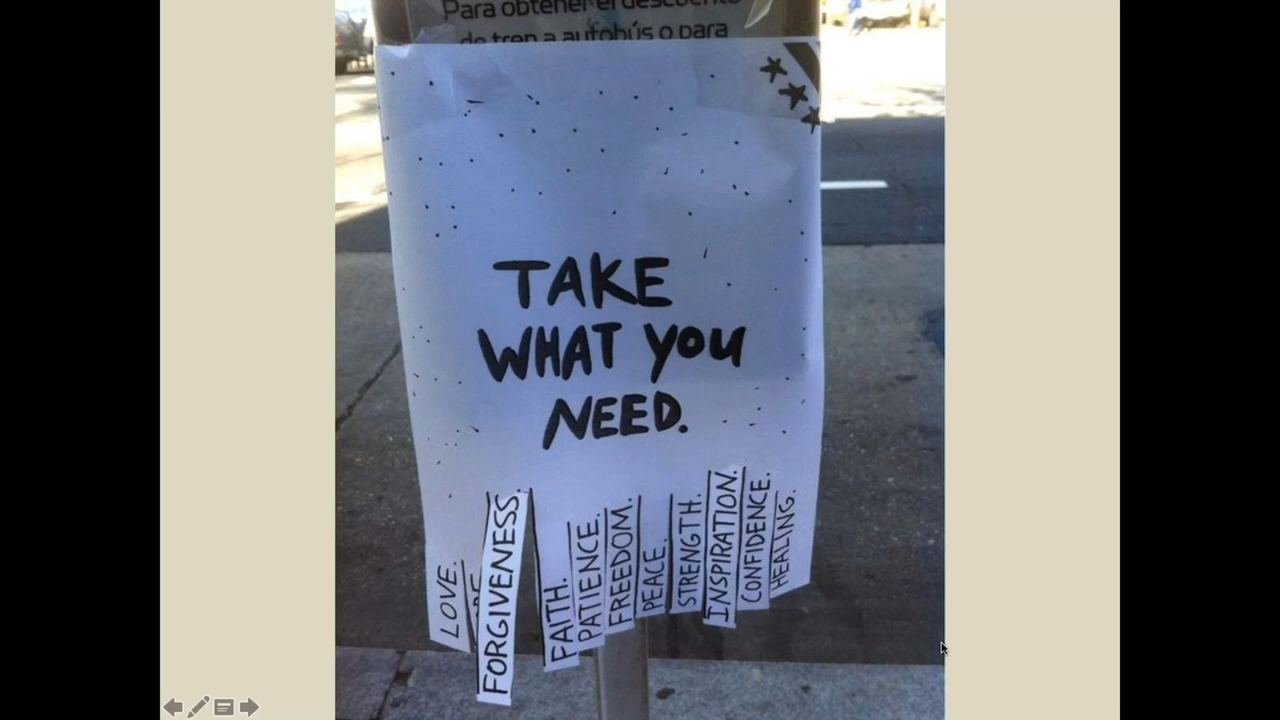 Para obtener el descuento
de tren a autobús o para
TAKE
WHAT YOU
NEED.
LOVE.
FORGIVENESS.
FAITH.
PATIENCE.
FREEDOM.
PEACE.
STRENGTH.
INSPIRATION.
CONFIDENCE.
HEALING.